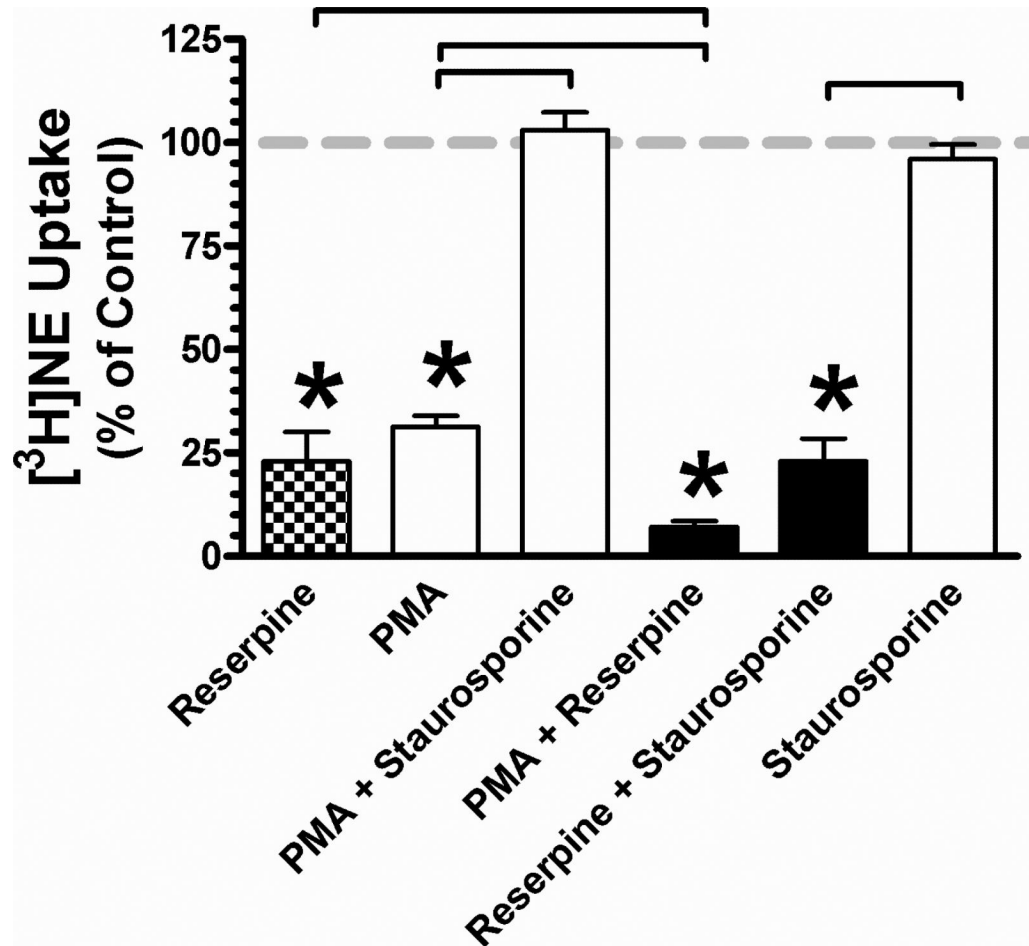 [³H]NE Uptake
(% of Control)
125
100
75
50
25
0
*
*
*
*
Reserpine
PMA
PMA + Staurosporine
PMA + Reserpine
Reserpine + Staurosporine
Staurosporine